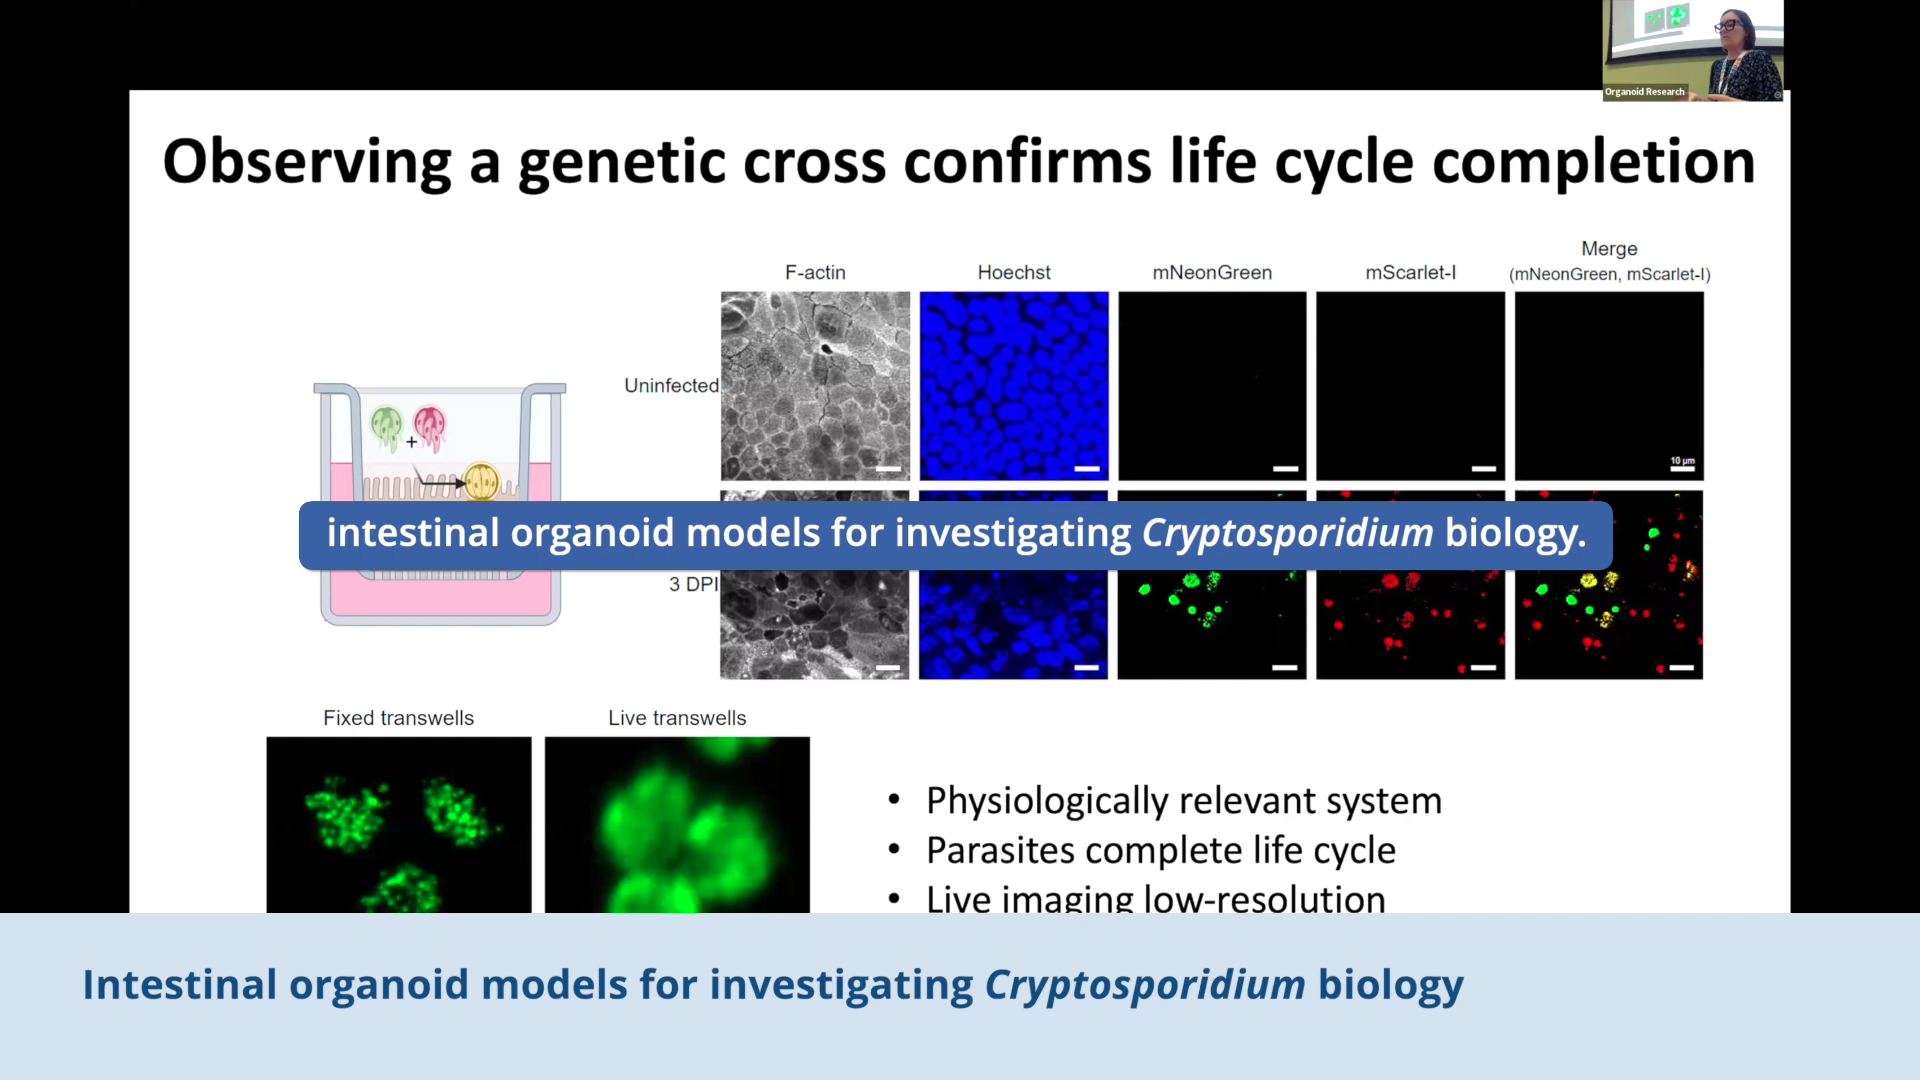 Organoid Research
Observing a genetic cross confirms life cycle completion
F-actin
Hoechst
mNeonGreen
mScarlet-I
Merge
(mNeonGreen, mScarlet-I)
Uninfected
+
10 μm
intestinal organoid models for investigating Cryptosporidium biology.
3 DPI
Fixed transwells
Live transwells
• Physiologically relevant system
• Parasites complete life cycle
• Live imaging low-resolution
Intestinal organoid models for investigating Cryptosporidium biology